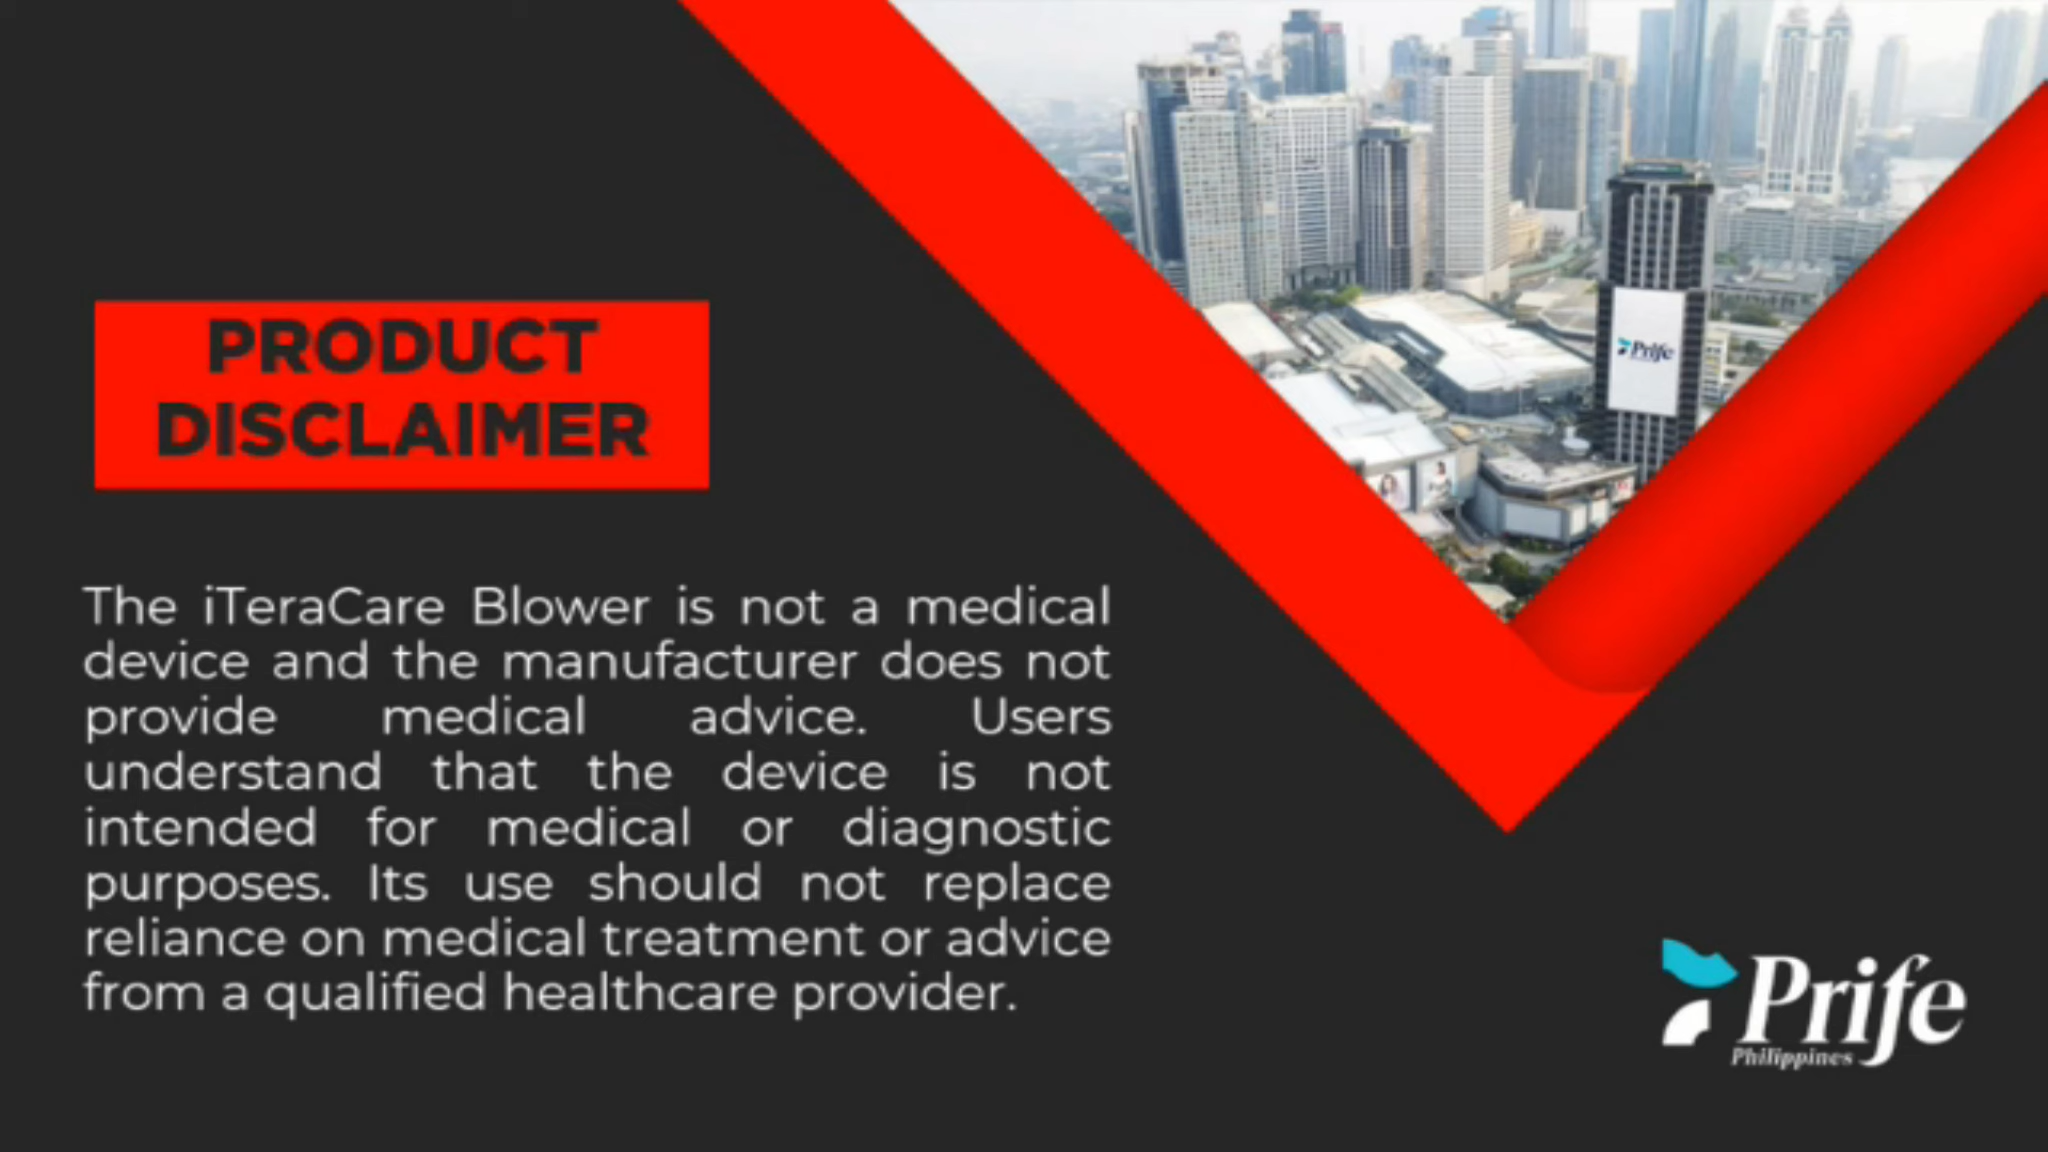 PRODUCT
DISCLAIMER
The iTeraCare Blower is not a medical
device and the manufacturer does not
provide medical advice. Users
understand that the device is not
intended for medical or diagnostic
purposes. Its use should not replace
reliance on medical treatment or advice
from a qualified healthcare provider.
Prife
Prife
Philippines